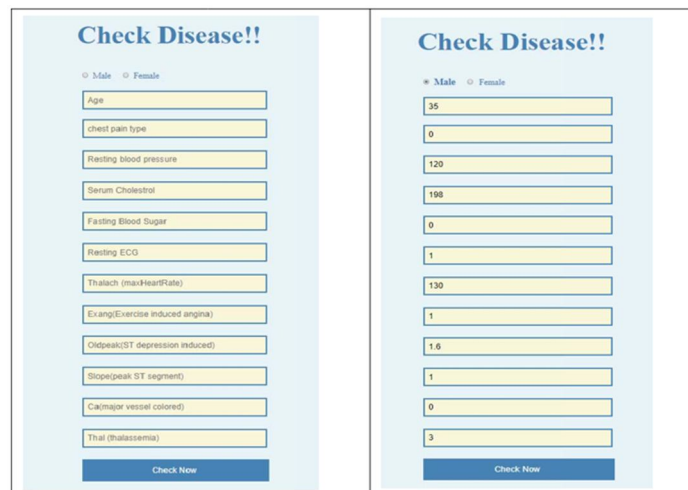 Check Disease!!
Male Female
Age
chest pain type
Resting blood pressure
Serum Cholestrol
Fasting Blood Sugar
Resting ECG
Thalach (maxHeartRate)
Exang(Exercise induced angina)
Oldpeak(ST depression induced)
Slope(peak ST segment)
Ca(major vessel colored)
Thal (thalassemia)
Check Now
Check Disease!!
Male Female
35
0
120
198
0
1
130
1
1.6
1
0
3
Check Now